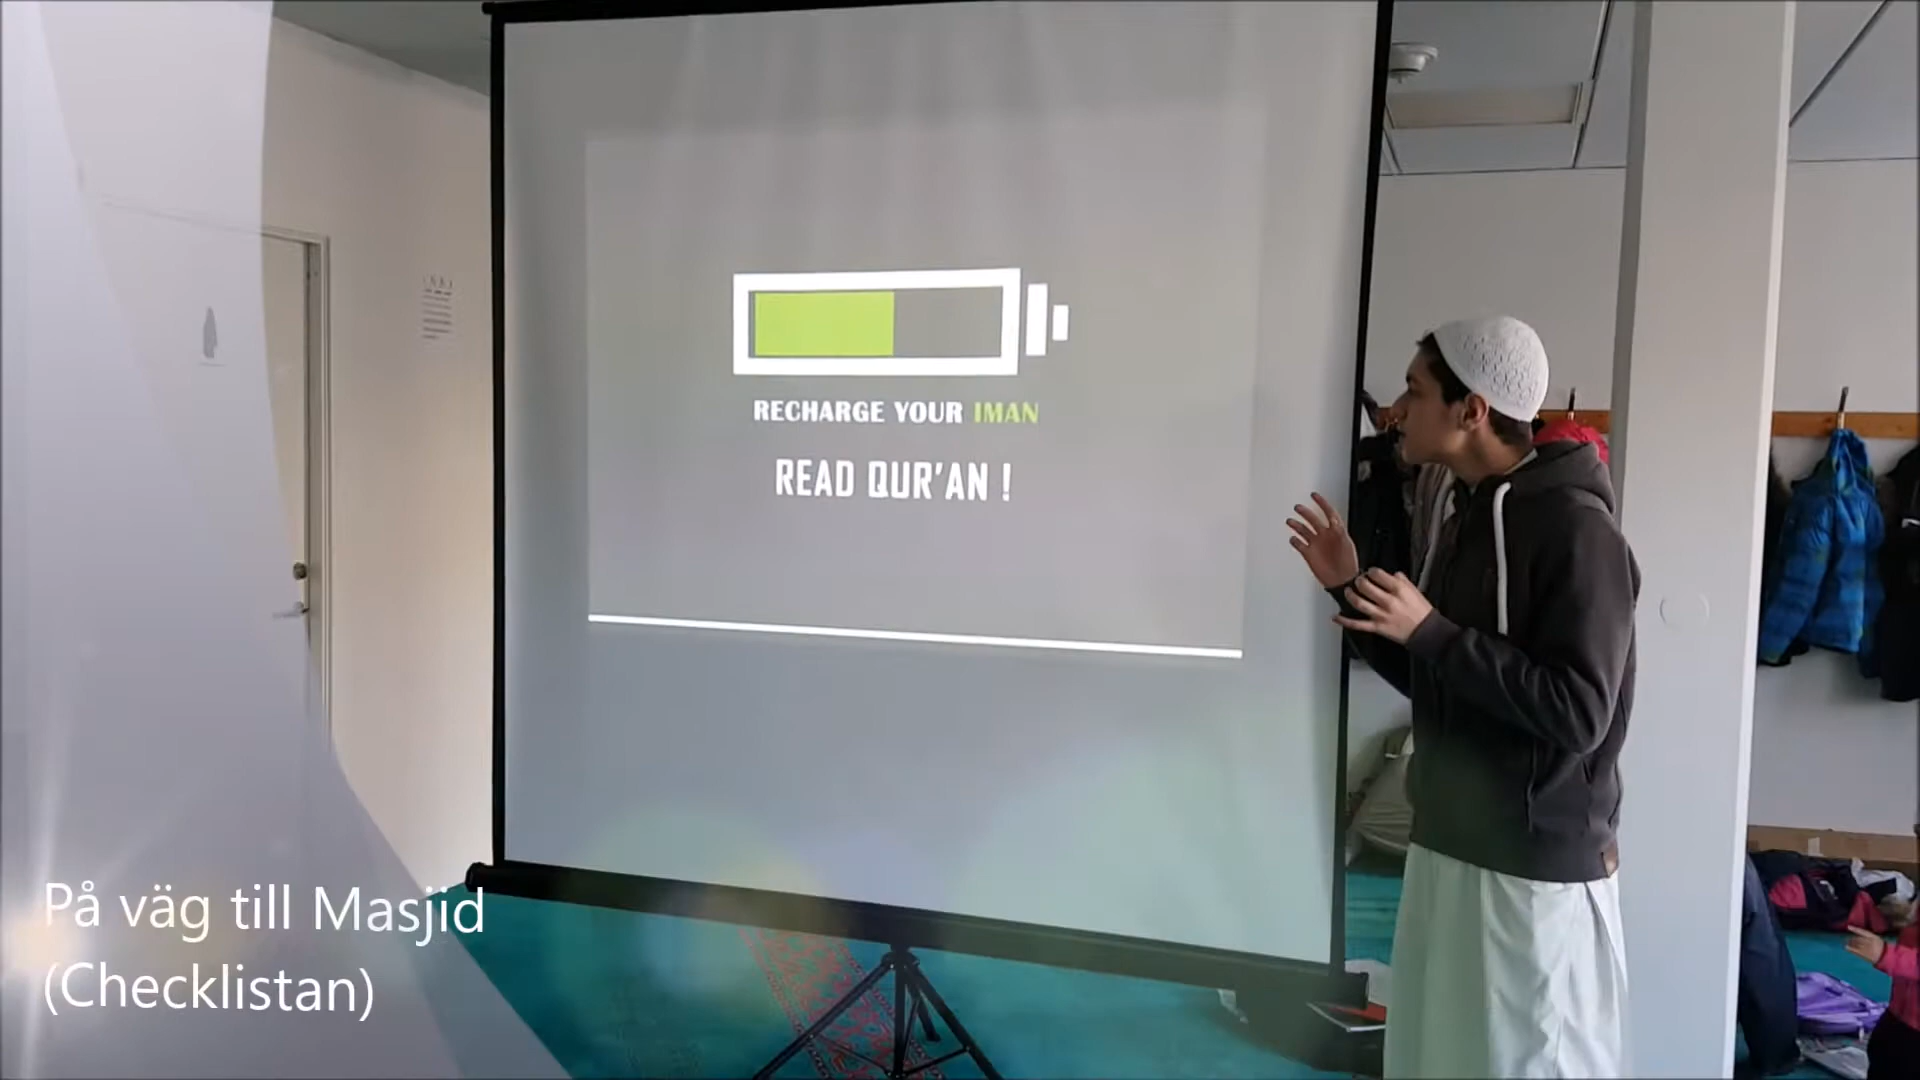 RECHARGE YOUR IMAN
READ QUR'AN !
På väg till Masjid
(Checklistan)